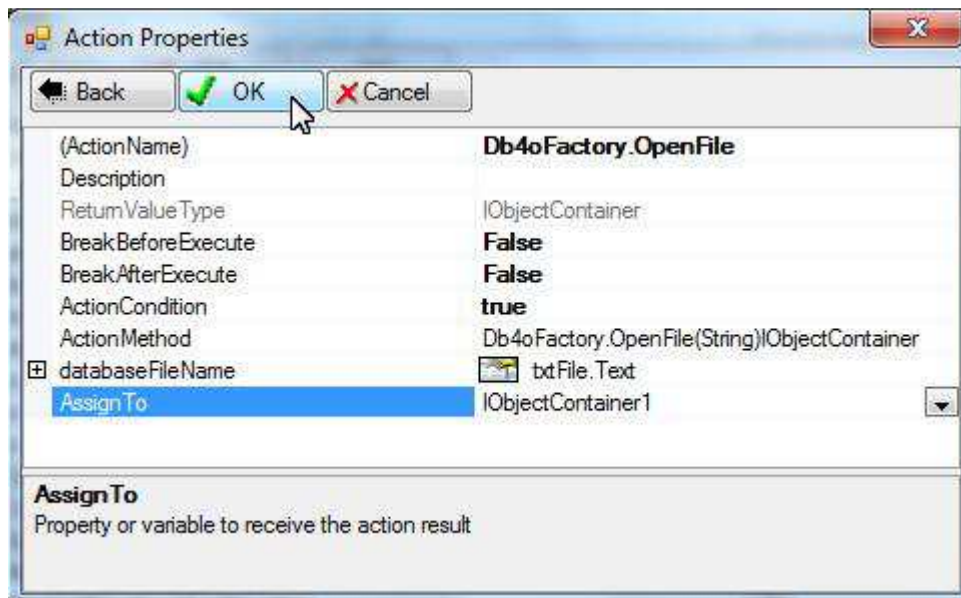 Action Properties
Back OK Cancel
(ActionName) Db4oFactory.OpenFile
Description
ReturnValueType IObjectContainer
BreakBeforeExecute False
BreakAfterExecute False
ActionCondition true
ActionMethod Db4oFactory.OpenFile(String)IObjectContainer
databaseFileName txtFile.Text
AssignTo IObjectContainer1
AssignTo
Property or variable to receive the action result